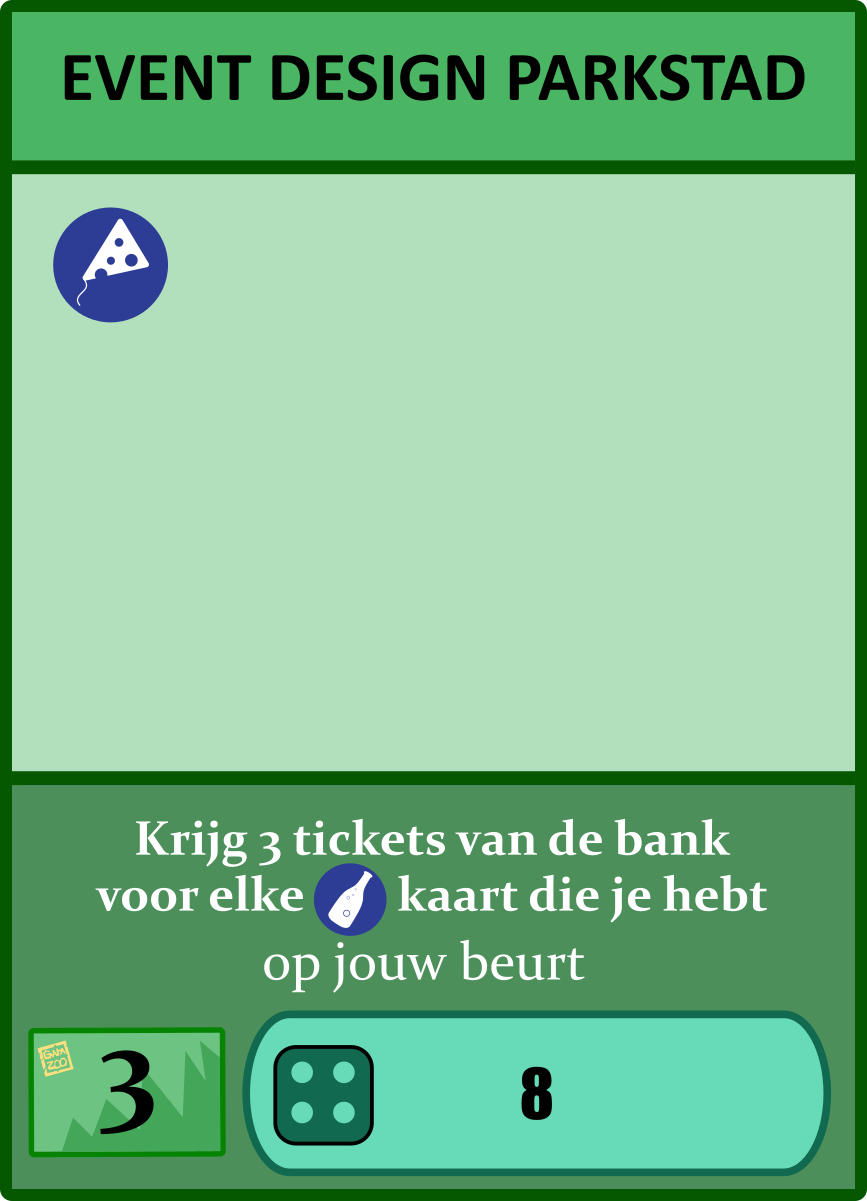 EVENT DESIGN PARKSTAD
Krijg 3 tickets van de bank
voor elke kaart die je hebt
op jouw beurt
GAIA
ZOO
3
8